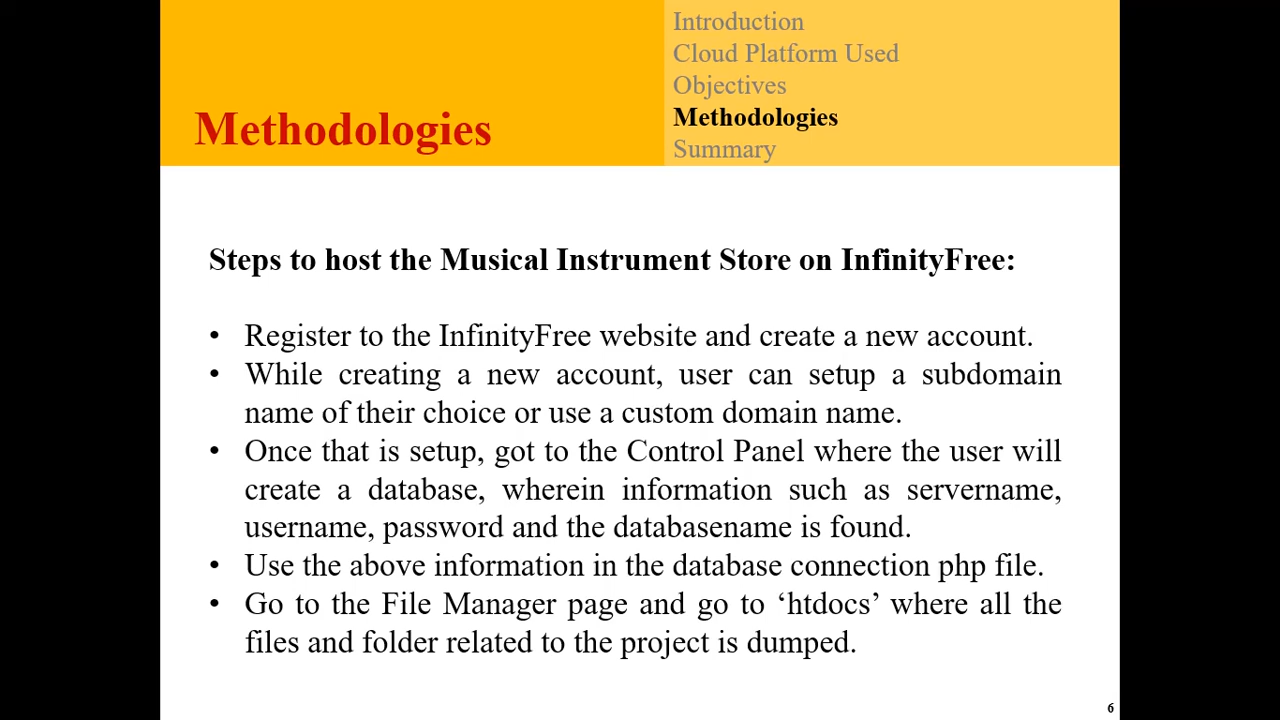 Introduction
Cloud Platform Used
Objectives
Methodologies
Summary
Methodologies
Steps to host the Musical Instrument Store on InfinityFree:
• Register to the InfinityFree website and create a new account.
• While creating a new account, user can setup a subdomain
name of their choice or use a custom domain name.
• Once that is setup, got to the Control Panel where the user will
create a database, wherein information such as servername,
username, password and the databasename is found.
• Use the above information in the database connection php file.
• Go to the File Manager page and go to ‘htdocs’ where all the
files and folder related to the project is dumped.
6